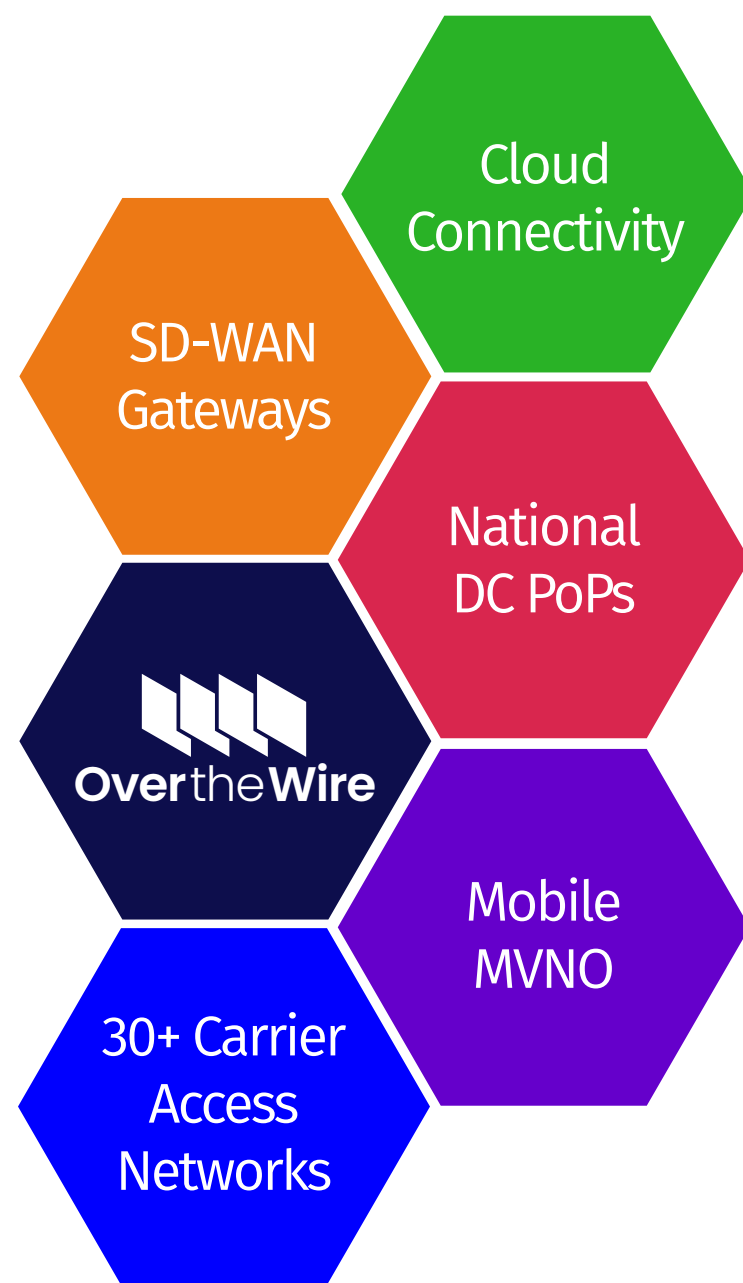 Cloud
Connectivity
SD-WAN
Gateways
National
DC PoPs
OvertheWire
Mobile
MVNO
30+ Carrier
Access
Networks